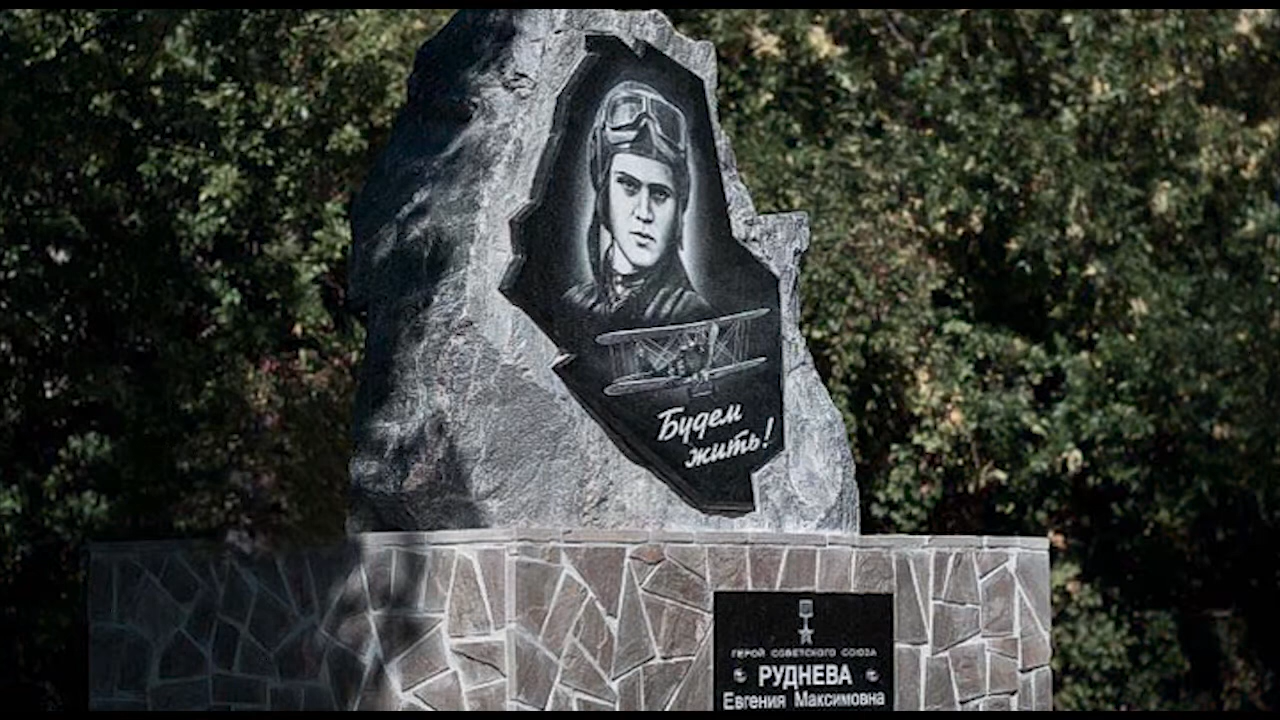 Будем
жить!
ГЕРОЙ СОВЕТСКОГО СОЮЗА
РУДНЕВА
Евгения Максимовна